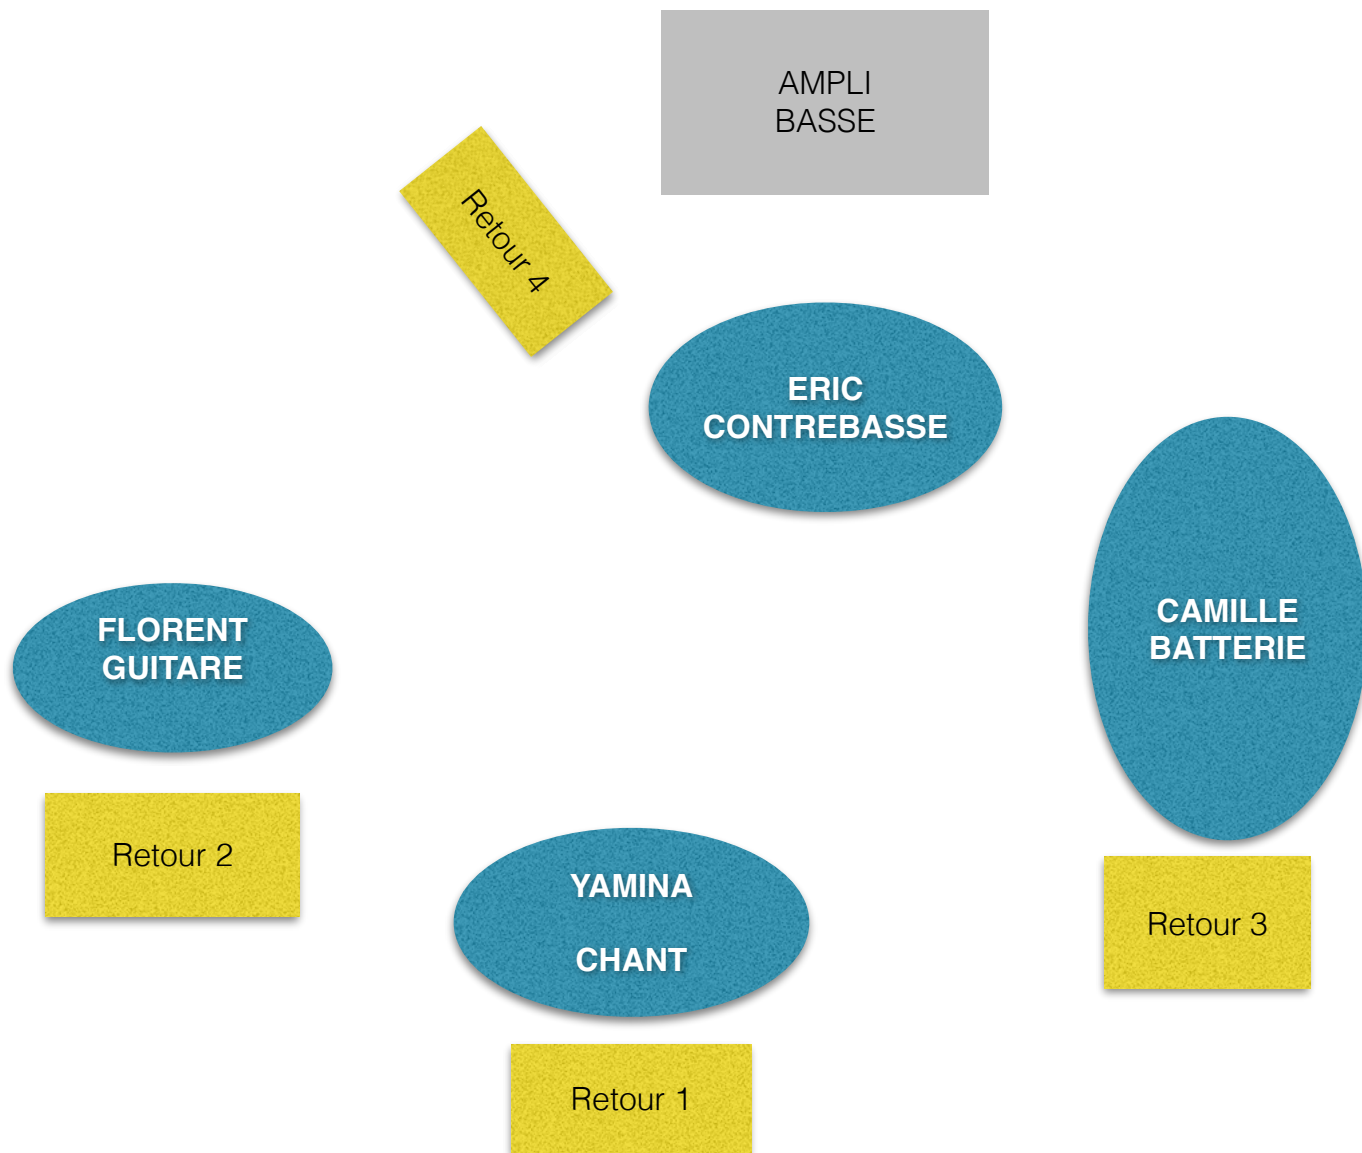 AMPLI
BASSE
Retour 4
ERIC
CONTREBASSE
CAMILLE
BATTERIE
FLORENT
GUITARE
Retour 2
YAMINA
CHANT
Retour 3
Retour 1